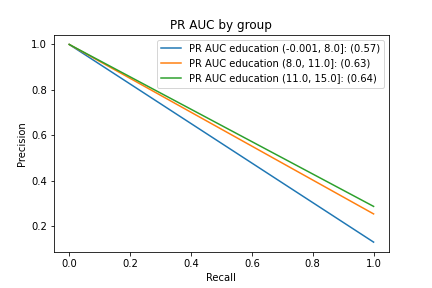 PR AUC by group
PR AUC education (-0.001, 8.0]: (0.57)
PR AUC education (8.0, 11.0]: (0.63)
PR AUC education (11.0, 15.0]: (0.64)
1.0
0.8
0.6
0.4
0.2
Precision
0.0 0.2 0.4 0.6 0.8 1.0
Recall